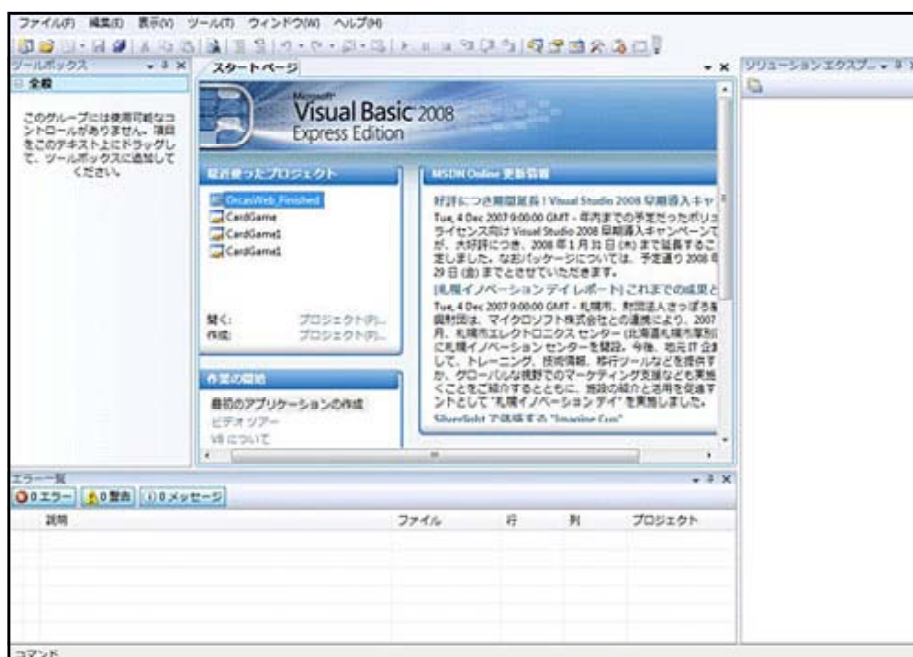 ファイル(F) 編集(E) 表示(V) ツール(T) ウィンドウ(W) ヘルプ(H)
ツールボックス
全般
このグループには使用可能なコ
ントロールがありません。項目
をこのテキスト上にドラッグし
て、ツールボックスに追加して
ください。
スタートページ
Microsoft
Visual Basic 2008
Express Edition
最近使ったプロジェクト
OrcasWeb_Finished
CardGame
CardGame1
CardGame1
開く: プロジェクト(P)...
作成: プロジェクト(P)...
作業の開始
最初のアプリケーションの作成
ビデオ ツアー
VB について
MSDN Online 更新情報
好評につき期間延長! Visual Studio 2008 早期導入キャ
Tue, 4 Dec 2007 9:00:00 GMT - 年内までの予定だったボリュ
ライセンス向け Visual Studio 2008 早期導入キャンペーンで
が、大好評につき、2008 年 1 月 31 日 (木) まで延長するこ
定しました。なおパッケージについては、予定通り 2008 年
29 日 (金) までとさせていただきます。
[札幌イノベーション デイ レポート] これまでの成果と
Tue, 4 Dec 2007 9:00:00 GMT - 札幌市、財団法人さっぽろ産
興財団は、マイクロソフト株式会社との連携により、2007
月、札幌市エレクトロニクス センター (北海道札幌市厚別
に札幌イノベーション センターを開設。今後、地元 IT 企
して、トレーニング、技術情報、移行ツールなどを提供す
か、グローバルな視野でのマーケティング支援なども実施
くことをご紹介するとともに、施設の紹介と活用を促進す
ントとして "札幌イノベーション デイ" を実施しました。
Silverlight で体感する "Imagine Cup"
ソリューション エクスプ...
エラー一覧
0 エラー 0 警告 0 メッセージ
説明 ファイル 行 列 プロジェクト
コマンド